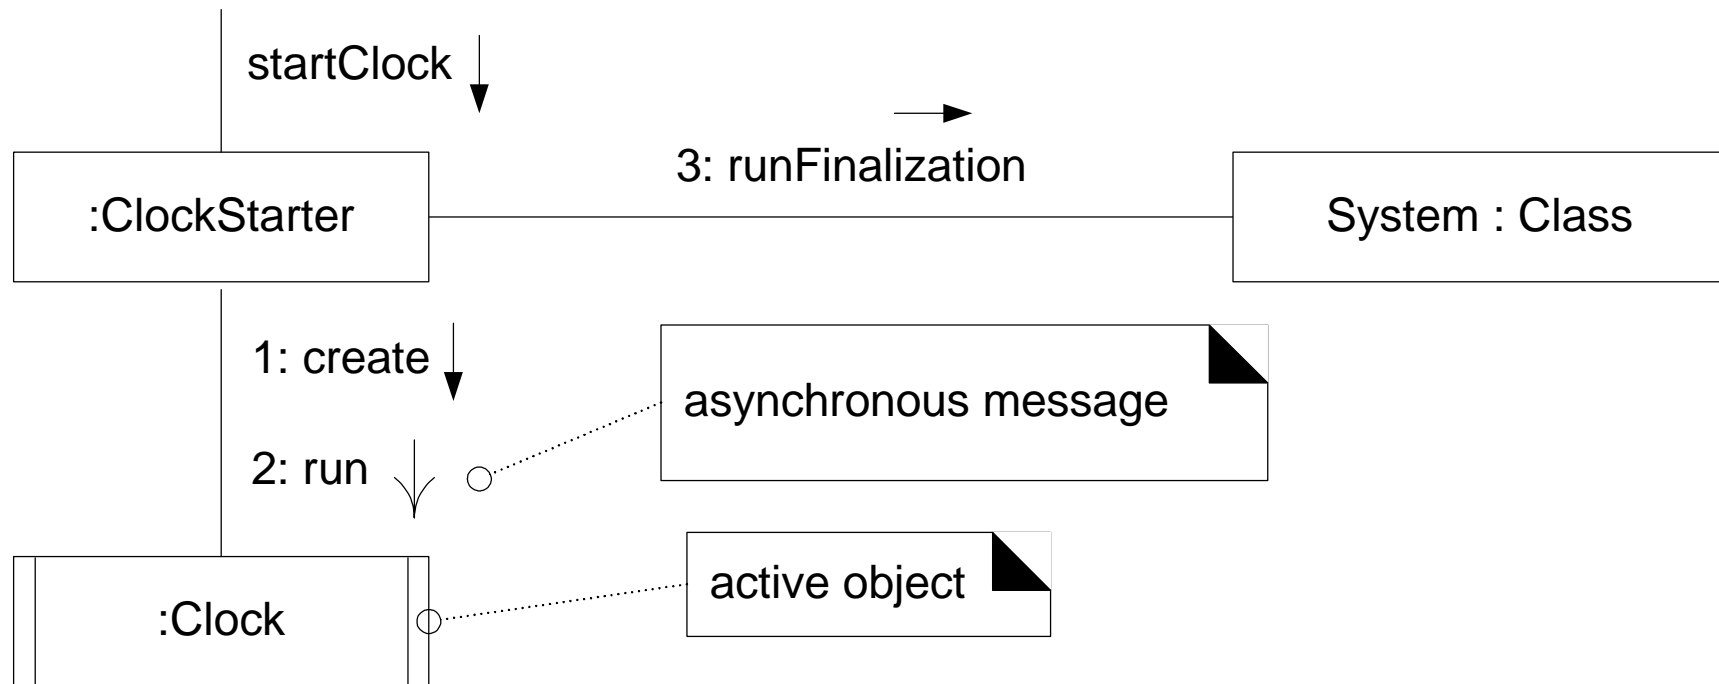 startClock
3: runFinalization
:ClockStarter
System : Class
1: create
asynchronous message
2: run
active object
:Clock